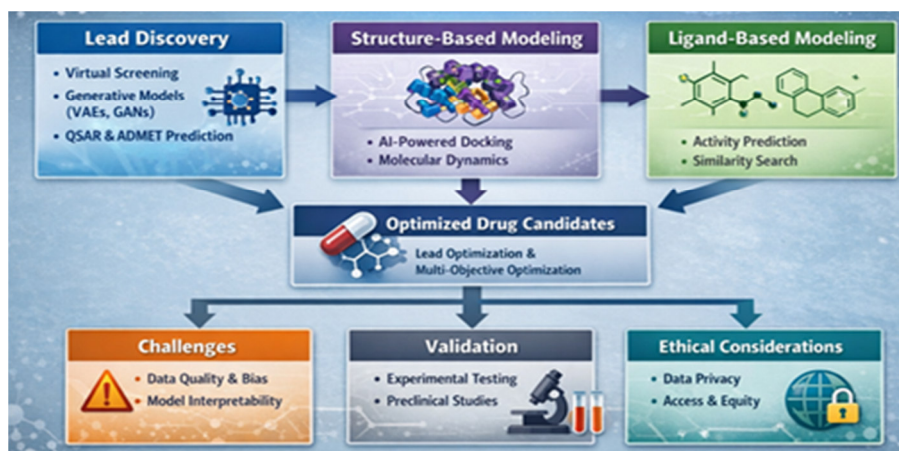 Lead Discovery
• Virtual Screening
• Generative Models
(VAEs, GANs)
• QSAR & ADMET Prediction
Structure-Based Modeling
• AI-Powered Docking
• Molecular Dynamics
Ligand-Based Modeling
• Activity Prediction
• Similarity Search
Optimized Drug Candidates
Lead Optimization &
Multi-Objective Optimization
Challenges
• Data Quality & Bias
• Model Interpretability
Validation
• Experimental Testing
• Preclinical Studies
Ethical Considerations
• Data Privacy
• Access & Equity